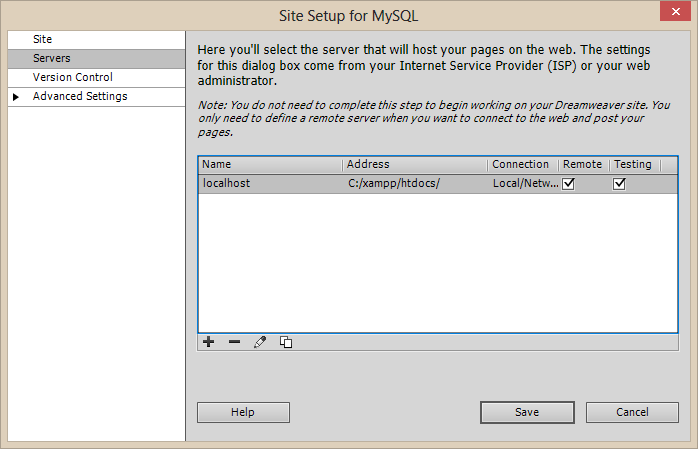 Site Setup for MySQL
Site
Servers
Version Control
Advanced Settings
Here you'll select the server that will host your pages on the web. The settings
for this dialog box come from your Internet Service Provider (ISP) or your web
administrator.
Note: You do not need to complete this step to begin working on your Dreamweaver site. You
only need to define a remote server when you want to connect to the web and post your
pages.
Name Address Connection Remote Testing
localhost C:/xampp/htdocs/ Local/Netw...
Help Save Cancel